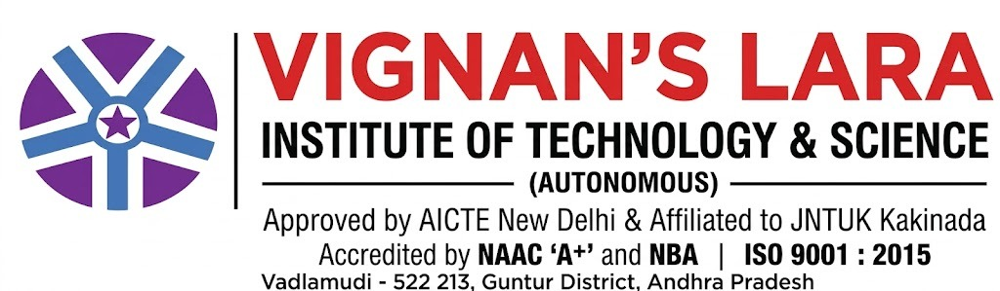 VIGNAN'S LARA
INSTITUTE OF TECHNOLOGY & SCIENCE
(AUTONOMOUS)
Approved by AICTE New Delhi & Affiliated to JNTUK Kakinada
Accredited by NAAC ‘A+’ and NBA | ISO 9001 : 2015
Vadlamudi - 522 213, Guntur District, Andhra Pradesh